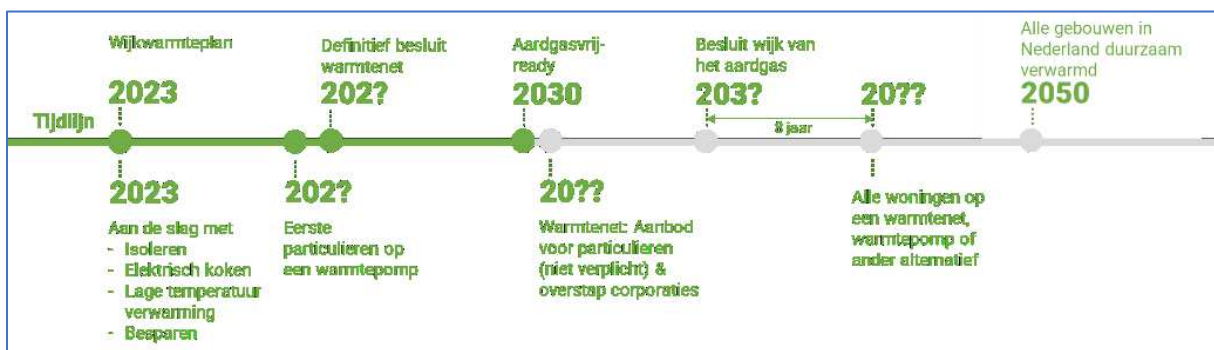 Wijkwarmteplan
2023
Definitief besluit
warmtenet
202?
Aardgasvrij-
ready
2030
Besluit wijk van
het aardgas
203?
20??
Alle gebouwen in
Nederland duurzaam
verwarmd
2050
Tijdlijn
8 jaar
2023
Aan de slag met
- Isoleren
- Elektrisch koken
- Lage temperatuur
verwarming
- Besparen
202?
Eerste
particulieren op
een warmtepomp
20??
Warmtenet: Aanbod
voor particulieren
(niet verplicht) &
overstap corporaties
Alle woningen op
een warmtenet,
warmtepomp of
ander alternatief